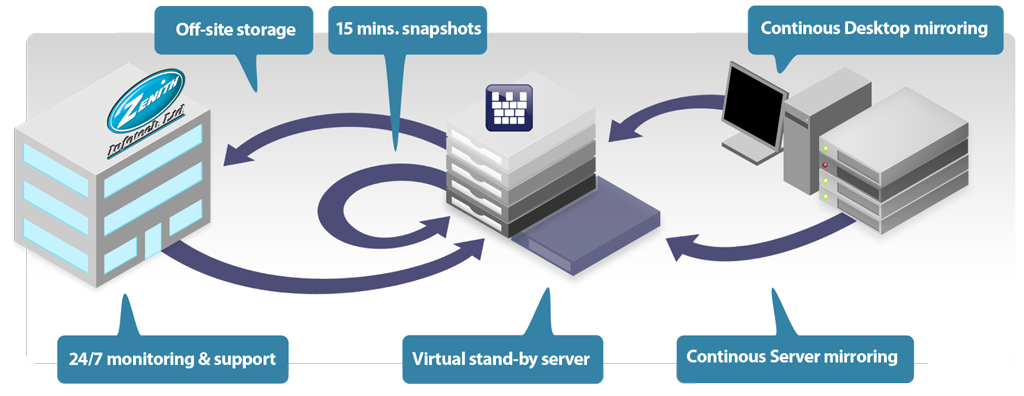 Off-site storage
15 mins. snapshots
Continous Desktop mirroring
ZENITH
Infotech Ltd
24/7 monitoring & support
Virtual stand-by server
Continous Server mirroring